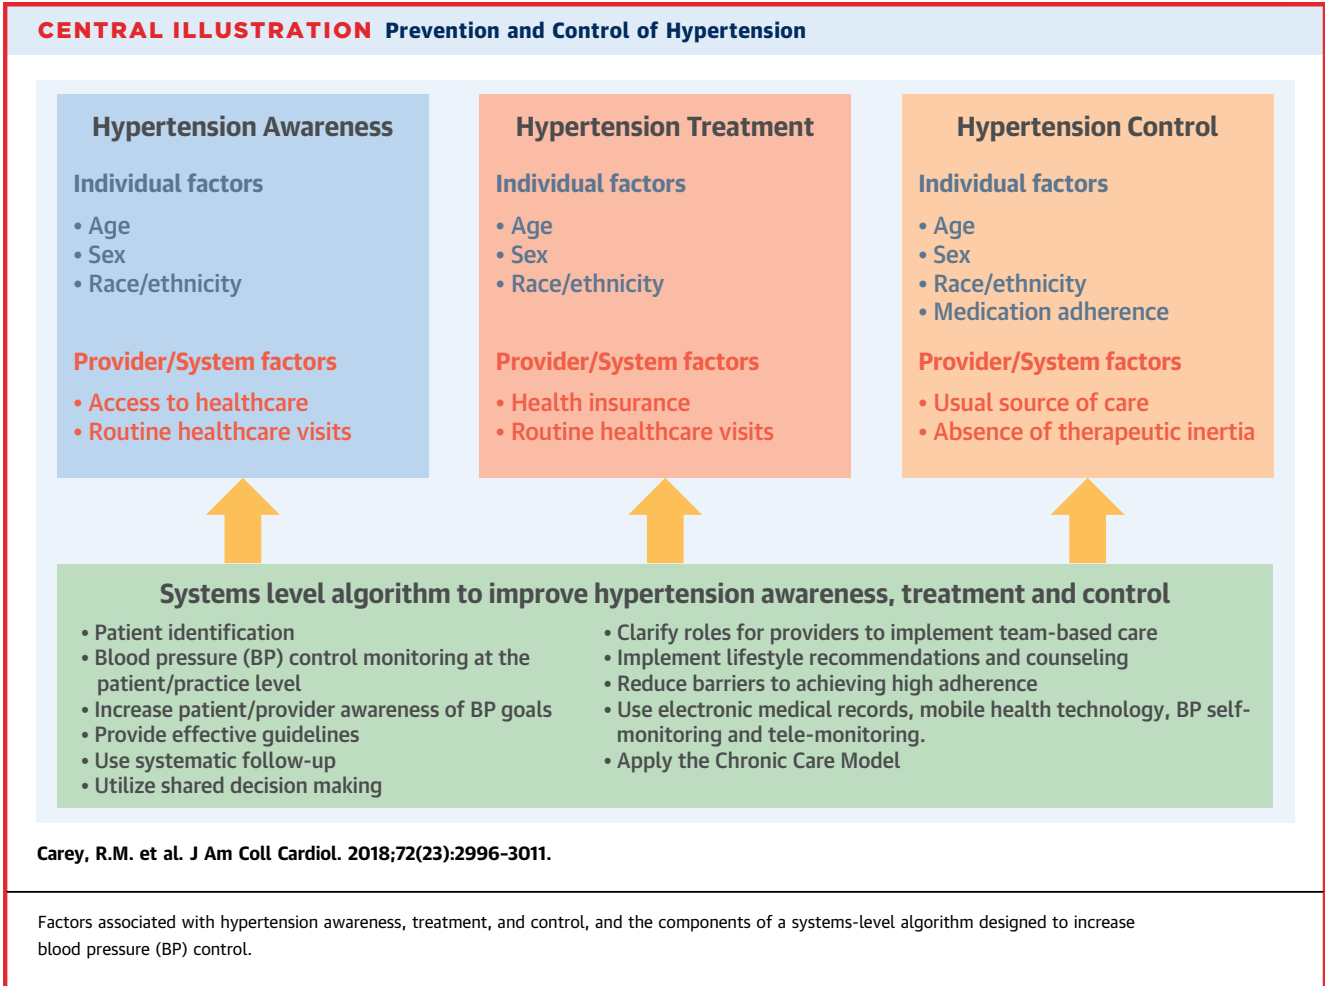 CENTRAL ILLUSTRATION Prevention and Control of Hypertension
Hypertension Awareness
Individual factors
• Age
• Sex
• Race/ethnicity
Provider/System factors
• Access to healthcare
• Routine healthcare visits
Hypertension Treatment
Individual factors
• Age
• Sex
• Race/ethnicity
Provider/System factors
• Health insurance
• Routine healthcare visits
Hypertension Control
Individual factors
• Age
• Sex
• Race/ethnicity
• Medication adherence
Provider/System factors
• Usual source of care
• Absence of therapeutic inertia
Systems level algorithm to improve hypertension awareness, treatment and control
• Patient identification
• Blood pressure (BP) control monitoring at the
patient/practice level
• Increase patient/provider awareness of BP goals
• Provide effective guidelines
• Use systematic follow-up
• Utilize shared decision making
• Clarify roles for providers to implement team-based care
• Implement lifestyle recommendations and counseling
• Reduce barriers to achieving high adherence
• Use electronic medical records, mobile health technology, BP self-
monitoring and tele-monitoring.
• Apply the Chronic Care Model
Carey, R.M. et al. J Am Coll Cardiol. 2018;72(23):2996–3011.
Factors associated with hypertension awareness, treatment, and control, and the components of a systems-level algorithm designed to increase
blood pressure (BP) control.